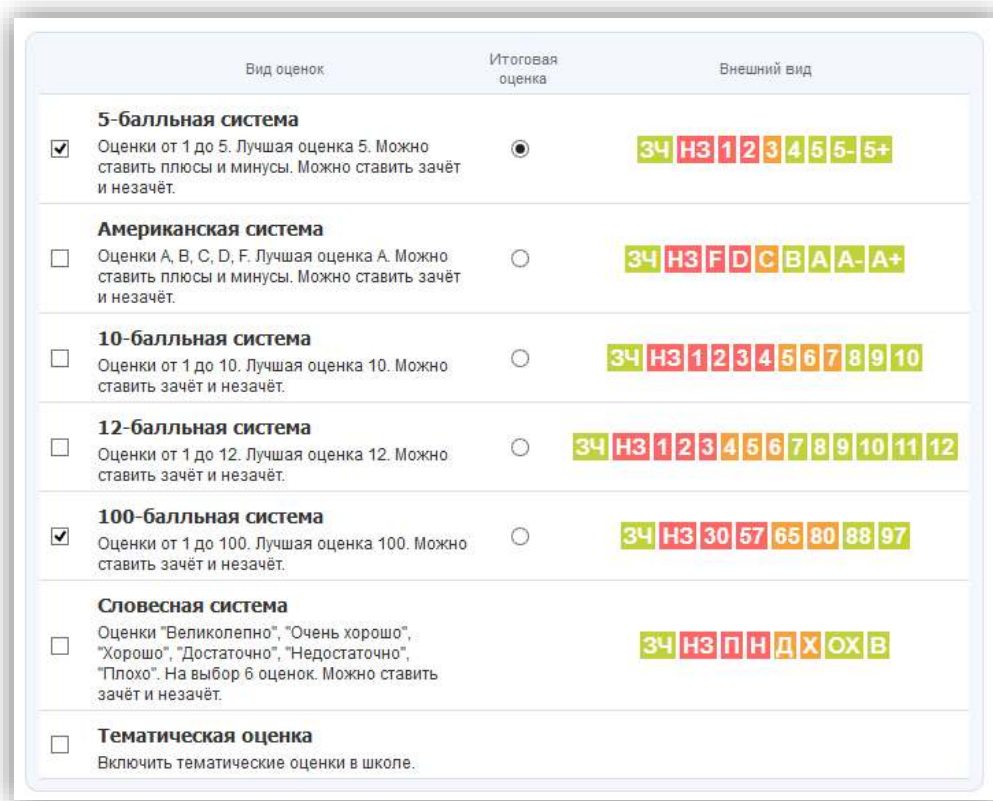 Вид оценок
Итоговая
оценка
Внешний вид
5-балльная система
Оценки от 1 до 5. Лучшая оценка 5. Можно
ставить плюсы и минусы. Можно ставить зачёт
и незачёт.
ЗЧ НЗ 1 2 3 4 5 5- 5+
Американская система
Оценки A, B, C, D, F. Лучшая оценка A. Можно
ставить плюсы и минусы. Можно ставить зачёт
и незачёт.
ЗЧ НЗ F D C B A A- A+
10-балльная система
Оценки от 1 до 10. Лучшая оценка 10. Можно
ставить зачёт и незачёт.
ЗЧ НЗ 1 2 3 4 5 6 7 8 9 10
12-балльная система
Оценки от 1 до 12. Лучшая оценка 12. Можно
ставить зачёт и незачёт.
ЗЧ НЗ 1 2 3 4 5 6 7 8 9 10 11 12
100-балльная система
Оценки от 1 до 100. Лучшая оценка 100. Можно
ставить зачёт и незачёт.
ЗЧ НЗ 30 57 65 80 88 97
Словесная система
Оценки "Великолепно", "Очень хорошо",
"Хорошо", "Достаточно", "Недостаточно",
"Плохо". На выбор 6 оценок. Можно ставить
зачёт и незачёт.
ЗЧ НЗ П Н Д Х ОХ В
Тематическая оценка
Включить тематические оценки в школе.